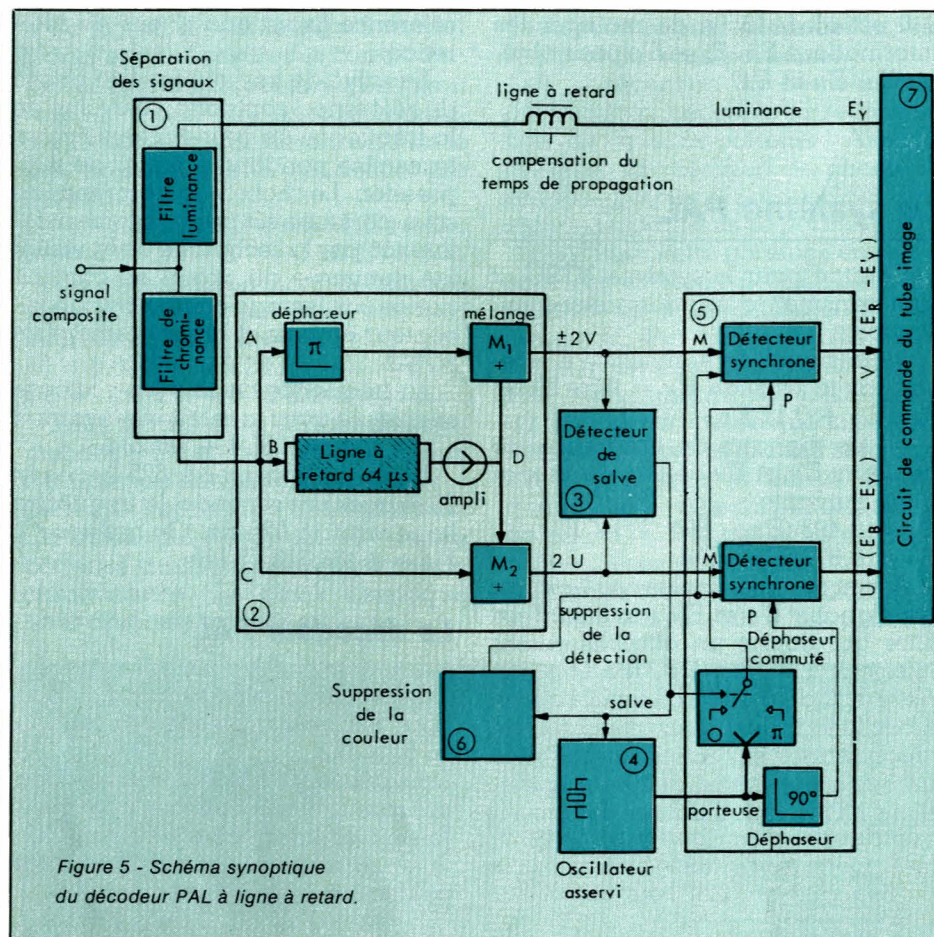 Séparation
des signaux
1
Filtre
luminance
signal
composite
Filtre de
chromi-
nance
ligne à retard
compensation du
temps de propagation
luminance
E'Y
7
Circuit de commande du tube image
A
déphaseur
π
mélange
M1
+
±2V
B
Ligne à
retard 64 µs
ampli
D
C
M2
+
2 U
2
Détecteur
de
salve
3
5
M
Détecteur
synchrone
P
V (E'R - E'Y)
M
Détecteur
synchrone
P
U (E'B - E'Y)
suppression
de la
détection
Déphaseur
commuté
O
π
Suppression
de la
couleur
6
salve
4
porteuse
90°
Déphaseur
Oscillateur
asservi
Figure 5 - Schéma synoptique
du décodeur PAL à ligne à retard.